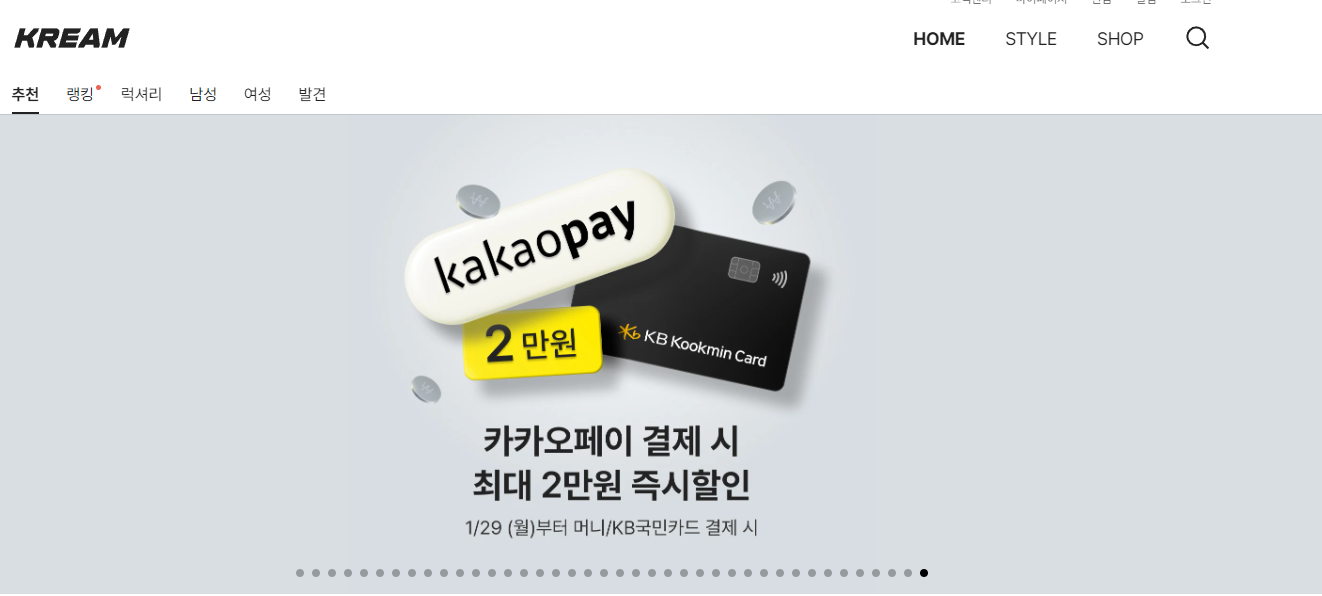 KREAM
HOME STYLE SHOP
추천 랭킹 럭셔리 남성 여성 발견
kakaopay
2 만원
KB Kookmin Card
카카오페이 결제 시
최대 2만원 즉시할인
1/29 (월)부터 머니/KB국민카드 결제 시